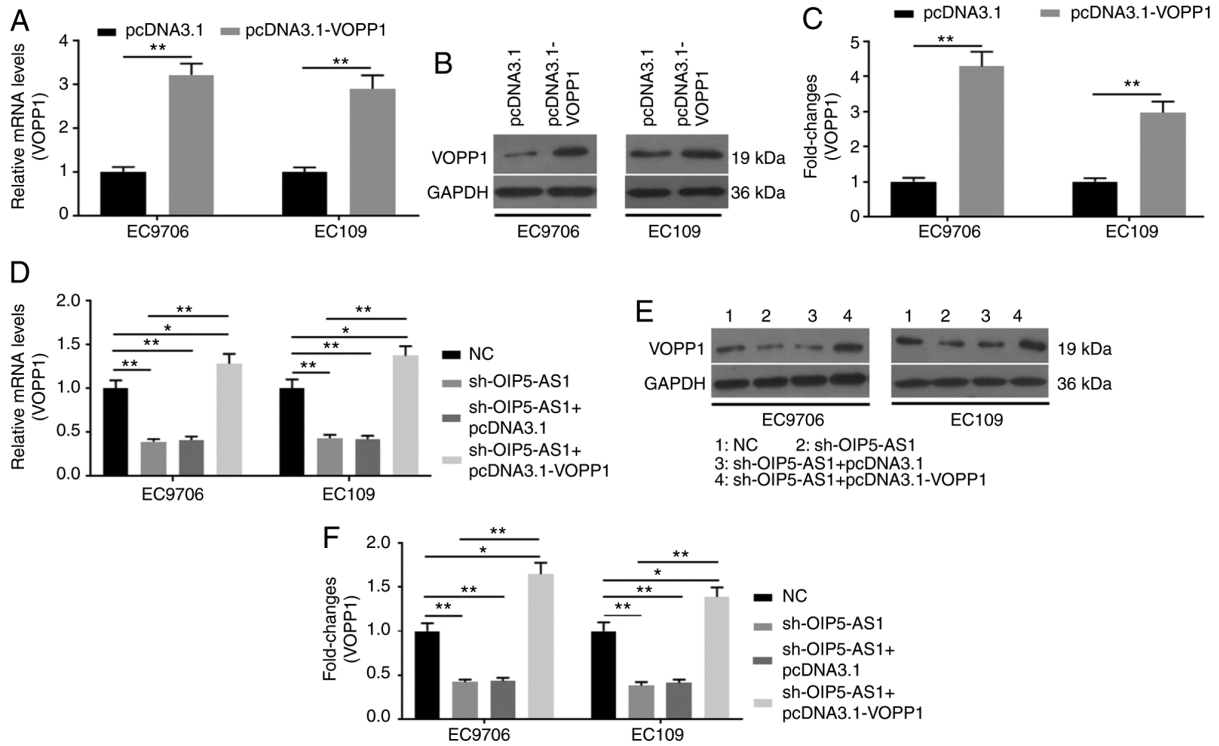 A
pcDNA3.1 pcDNA3.1-VOPP1
Relative mRNA levels
(VOPP1)
4
3
2
1
0
**
**
EC9706 EC109
B
pcDNA3.1
pcDNA3.1-
VOPP1
pcDNA3.1
pcDNA3.1-
VOPP1
VOPP1 19 kDa
GAPDH 36 kDa
EC9706 EC109
C
pcDNA3.1 pcDNA3.1-VOPP1
Fold-changes
(VOPP1)
5
4
3
2
1
0
**
**
EC9706 EC109
D
Relative mRNA levels
(VOPP1)
2.0
1.5
1.0
0.5
0.0
**
*
**
**
**
*
**
**
EC9706 EC109
NC
sh-OIP5-AS1
sh-OIP5-AS1+
pcDNA3.1
sh-OIP5-AS1+
pcDNA3.1-VOPP1
E
1 2 3 4 1 2 3 4
VOPP1 19 kDa
GAPDH 36 kDa
EC9706 EC109
1: NC 2: sh-OIP5-AS1
3: sh-OIP5-AS1+pcDNA3.1
4: sh-OIP5-AS1+pcDNA3.1-VOPP1
F
Fold-changes
(VOPP1)
2.0
1.5
1.0
0.5
0.0
**
*
**
**
**
*
**
**
EC9706 EC109
NC
sh-OIP5-AS1
sh-OIP5-AS1+
pcDNA3.1
sh-OIP5-AS1+
pcDNA3.1-VOPP1